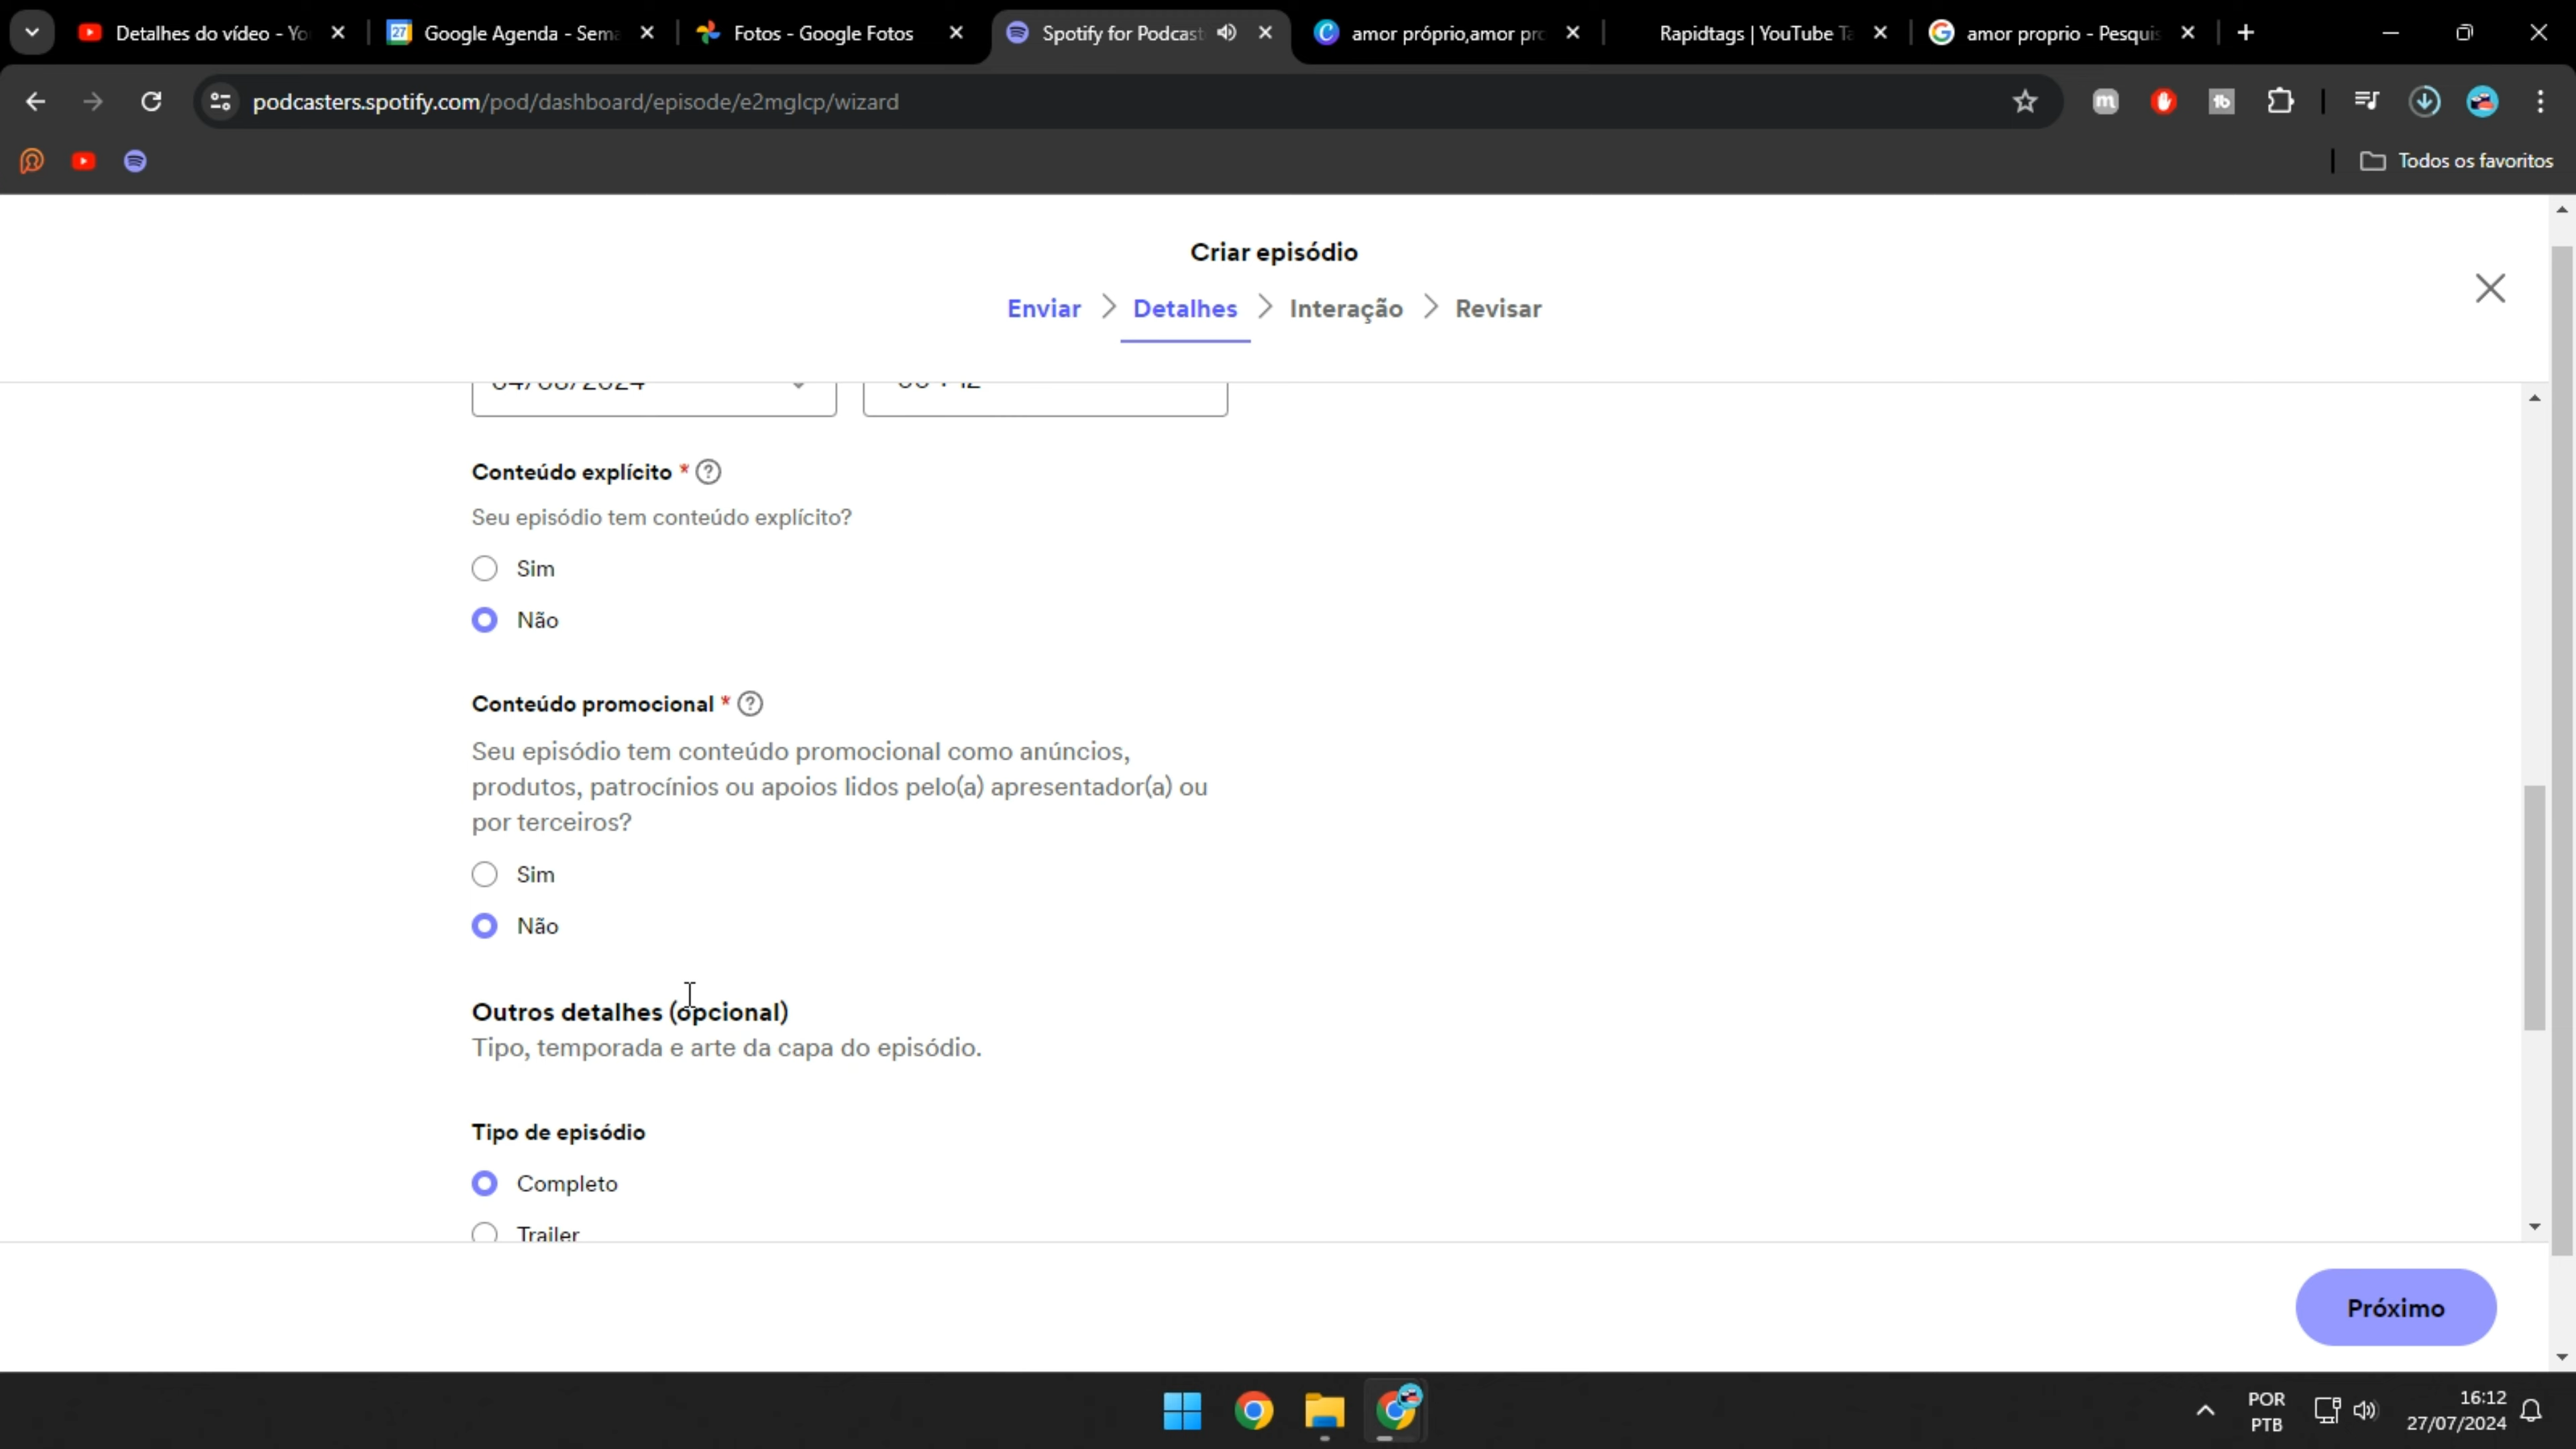 Detalhes do vídeo - Yo
Google Agenda - Sema
Fotos - Google Fotos
Spotify for Podcast
amor próprio,amor pro
Rapidtags | YouTube Ta
amor proprio - Pesquis
podcasters.spotify.com/pod/dashboard/episode/e2mglcp/wizard
Todos os favoritos
Criar episódio
Enviar > Detalhes > Interação > Revisar
Conteúdo explícito *
Seu episódio tem conteúdo explícito?
Sim
Não
Conteúdo promocional *
Seu episódio tem conteúdo promocional como anúncios,
produtos, patrocínios ou apoios lidos pelo(a) apresentador(a) ou
por terceiros?
Sim
Não
Outros detalhes (opcional)
Tipo, temporada e arte da capa do episódio.
Tipo de episódio
Completo
Trailer
Próximo
POR
PTB
16:12
27/07/2024